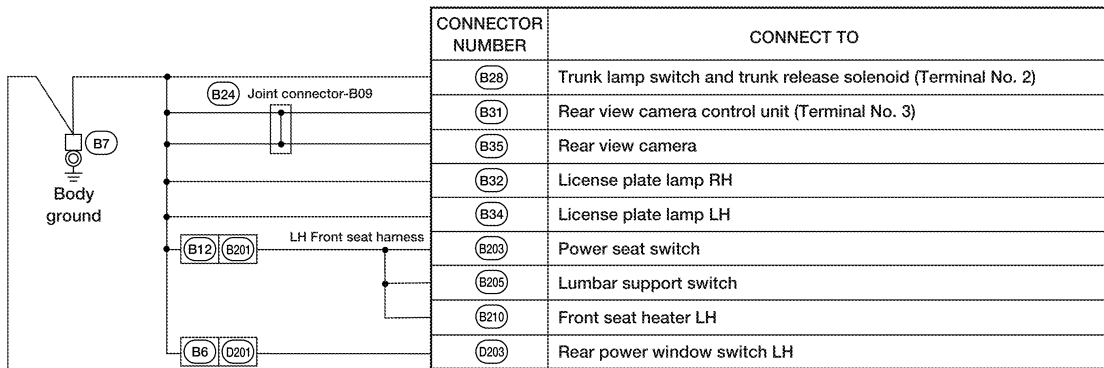 CONNECTOR
NUMBER
CONNECT TO
B28
Trunk lamp switch and trunk release solenoid (Terminal No. 2)
B24
Joint connector-B09
B31
Rear view camera control unit (Terminal No. 3)
B7
B35
Rear view camera
Body
ground
B32
License plate lamp RH
B34
License plate lamp LH
B12
B201
LH Front seat harness
B203
Power seat switch
B205
Lumbar support switch
B210
Front seat heater LH
B6
D201
D203
Rear power window switch LH